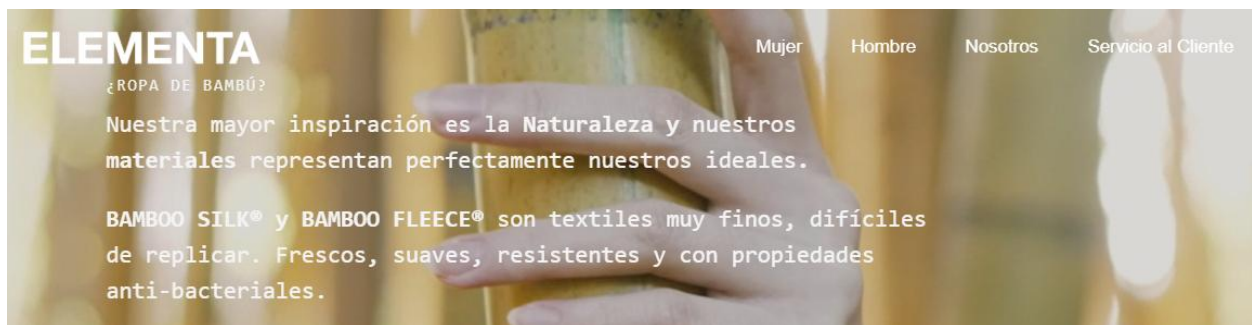 ELEMENTA
Mujer Hombre Nosotros Servicio al Cliente
¿ROPA DE BAMBÚ?
Nuestra mayor inspiración es la Naturaleza y nuestros
materiales representan perfectamente nuestros ideales.
BAMBOO SILK® y BAMBOO FLEECE® son textiles muy finos, difíciles
de replicar. Frescos, suaves, resistentes y con propiedades
anti-bacteriales.